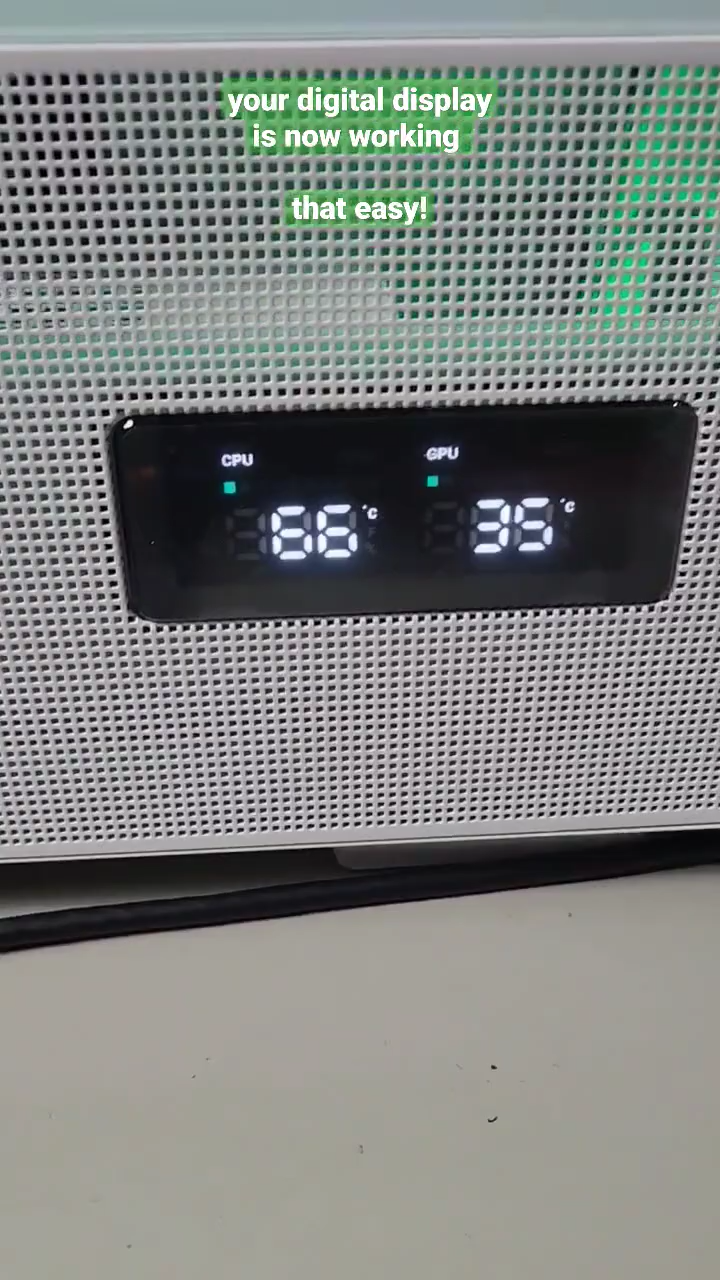 your digital display
is now working
that easy!
CPU GPU
66 °C 35 °C